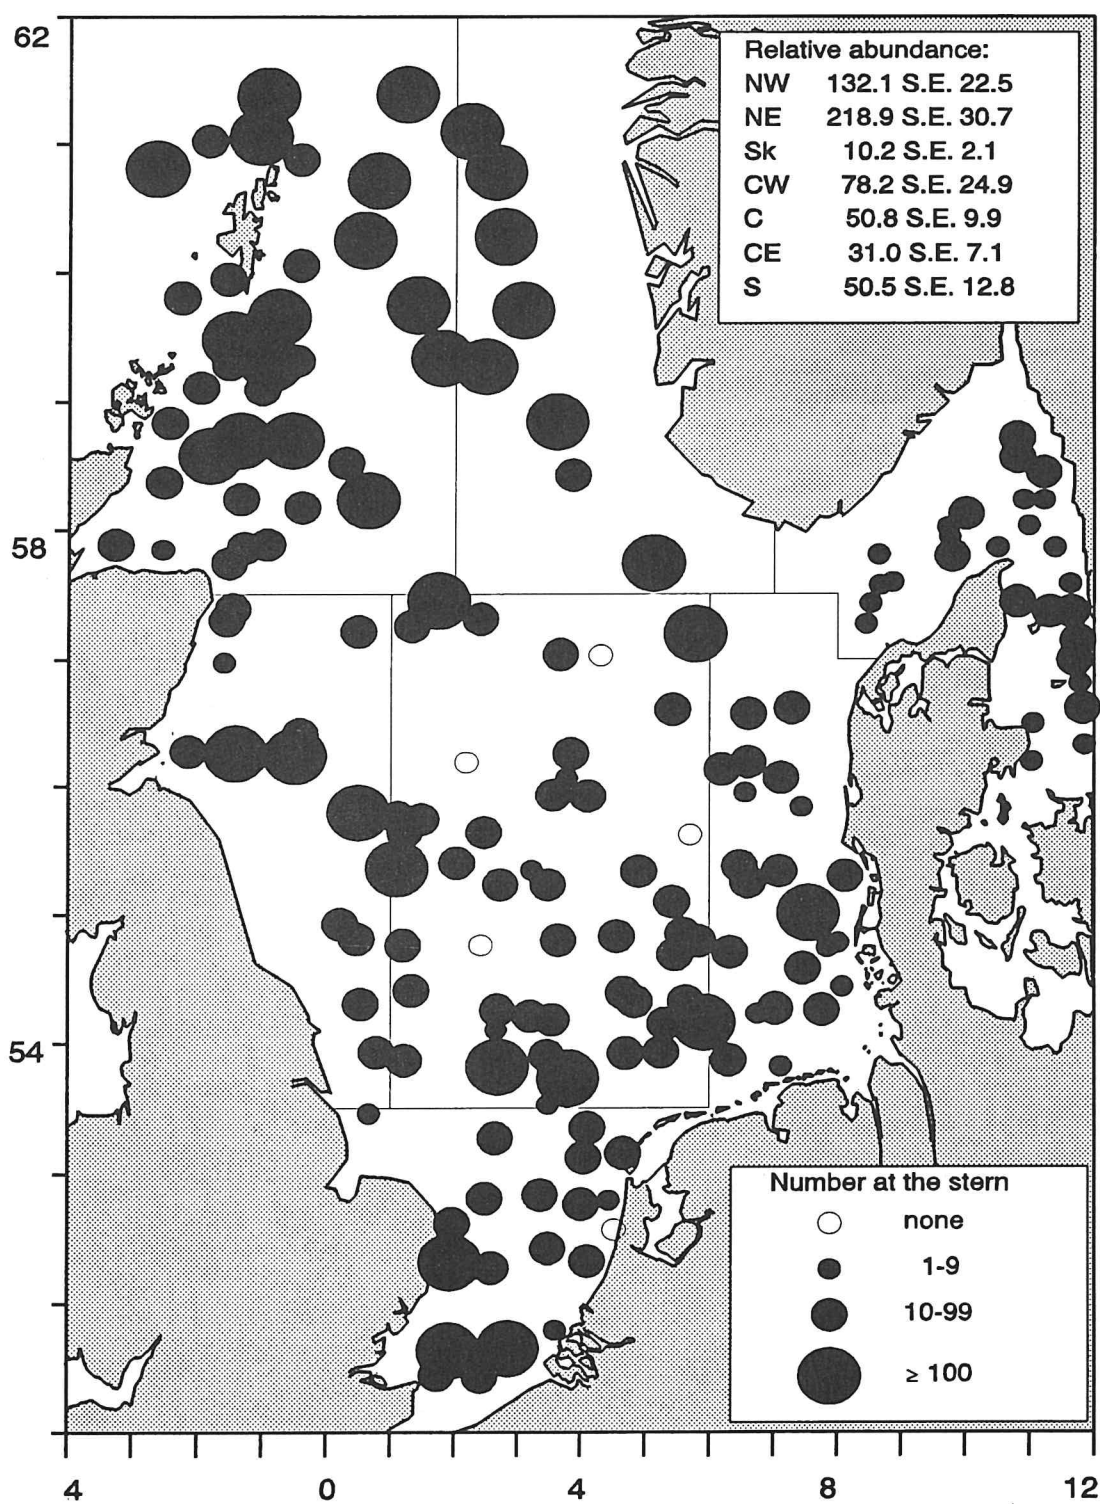 62
Relative abundance:
NW 132.1 S.E. 22.5
NE 218.9 S.E. 30.7
Sk 10.2 S.E. 2.1
CW 78.2 S.E. 24.9
C 50.8 S.E. 9.9
CE 31.0 S.E. 7.1
S 50.5 S.E. 12.8
58
54
Number at the stern
none
1-9
10-99
≥ 100
4 0 4 8 12